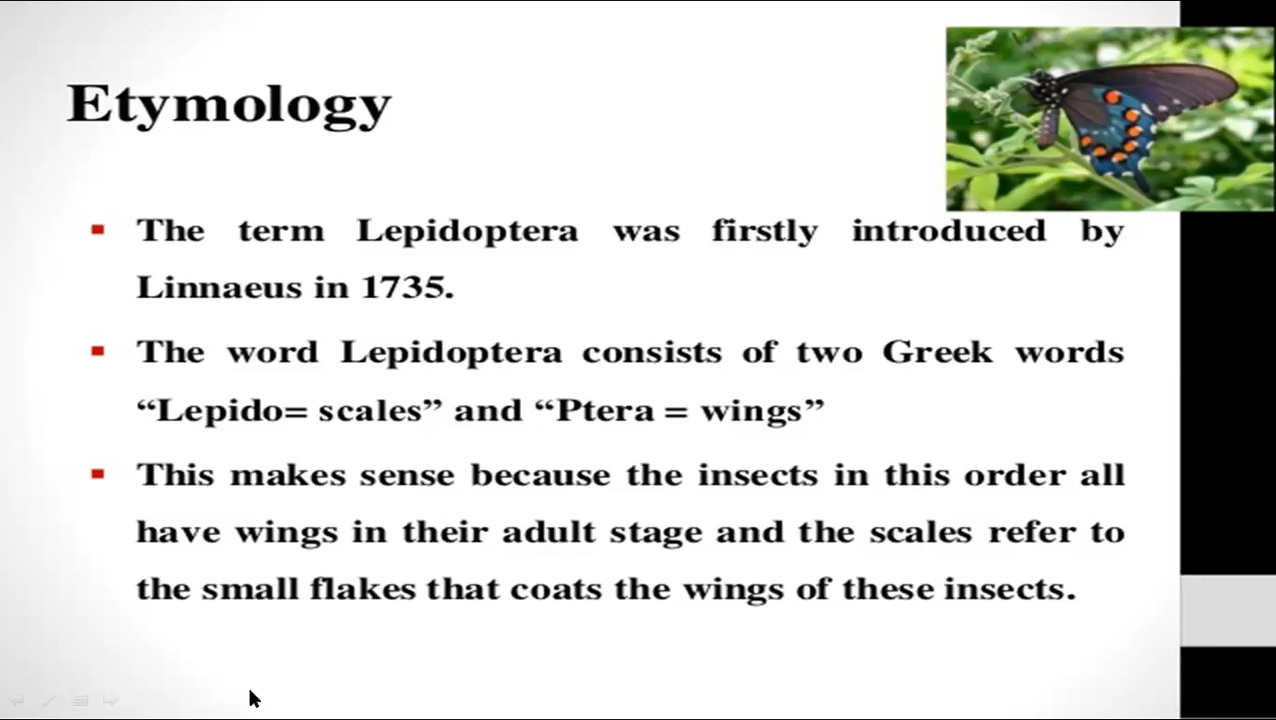 Etymology
The term Lepidoptera was firstly introduced by
Linnaeus in 1735.
The word Lepidoptera consists of two Greek words
“Lepido= scales” and “Ptera = wings”
This makes sense because the insects in this order all
have wings in their adult stage and the scales refer to
the small flakes that coats the wings of these insects.